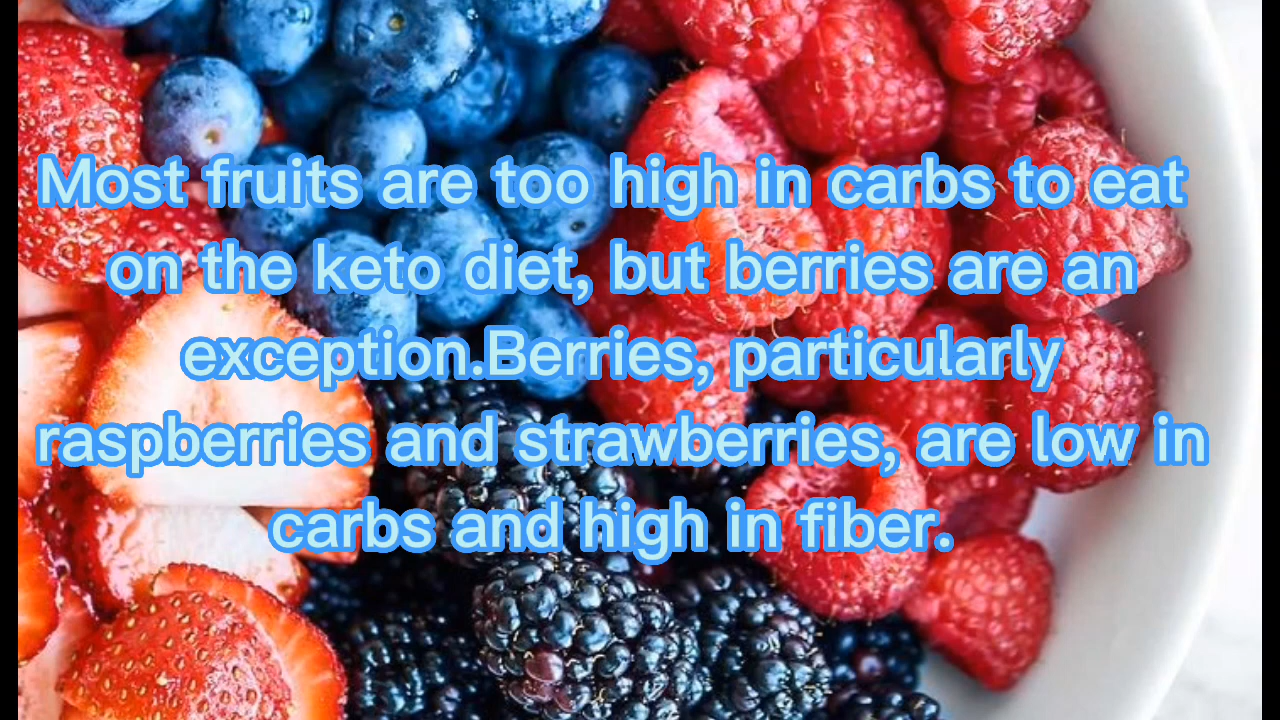 Most fruits are too high in carbs to eat
on the keto diet, but berries are an
exception.Berries, particularly
raspberries and strawberries, are low in
carbs and high in fiber.